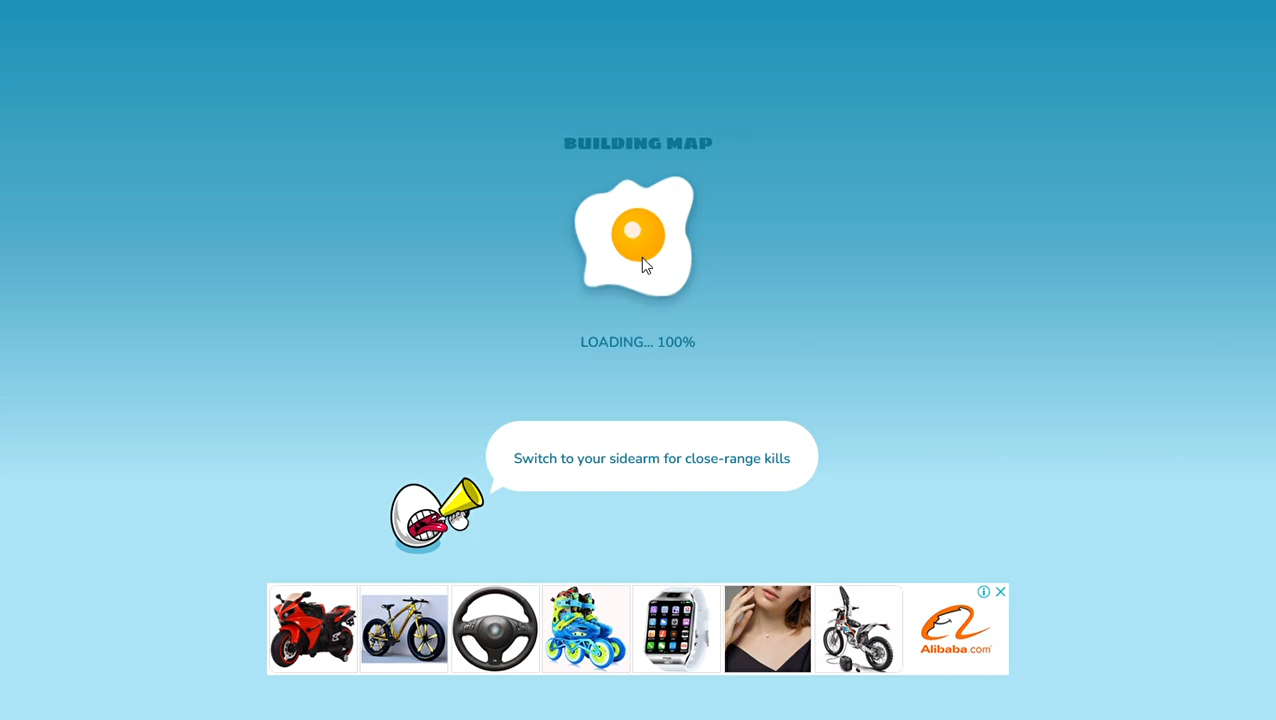 BUILDING MAP
LOADING... 100%
Switch to your sidearm for close-range kills
Alibaba.com